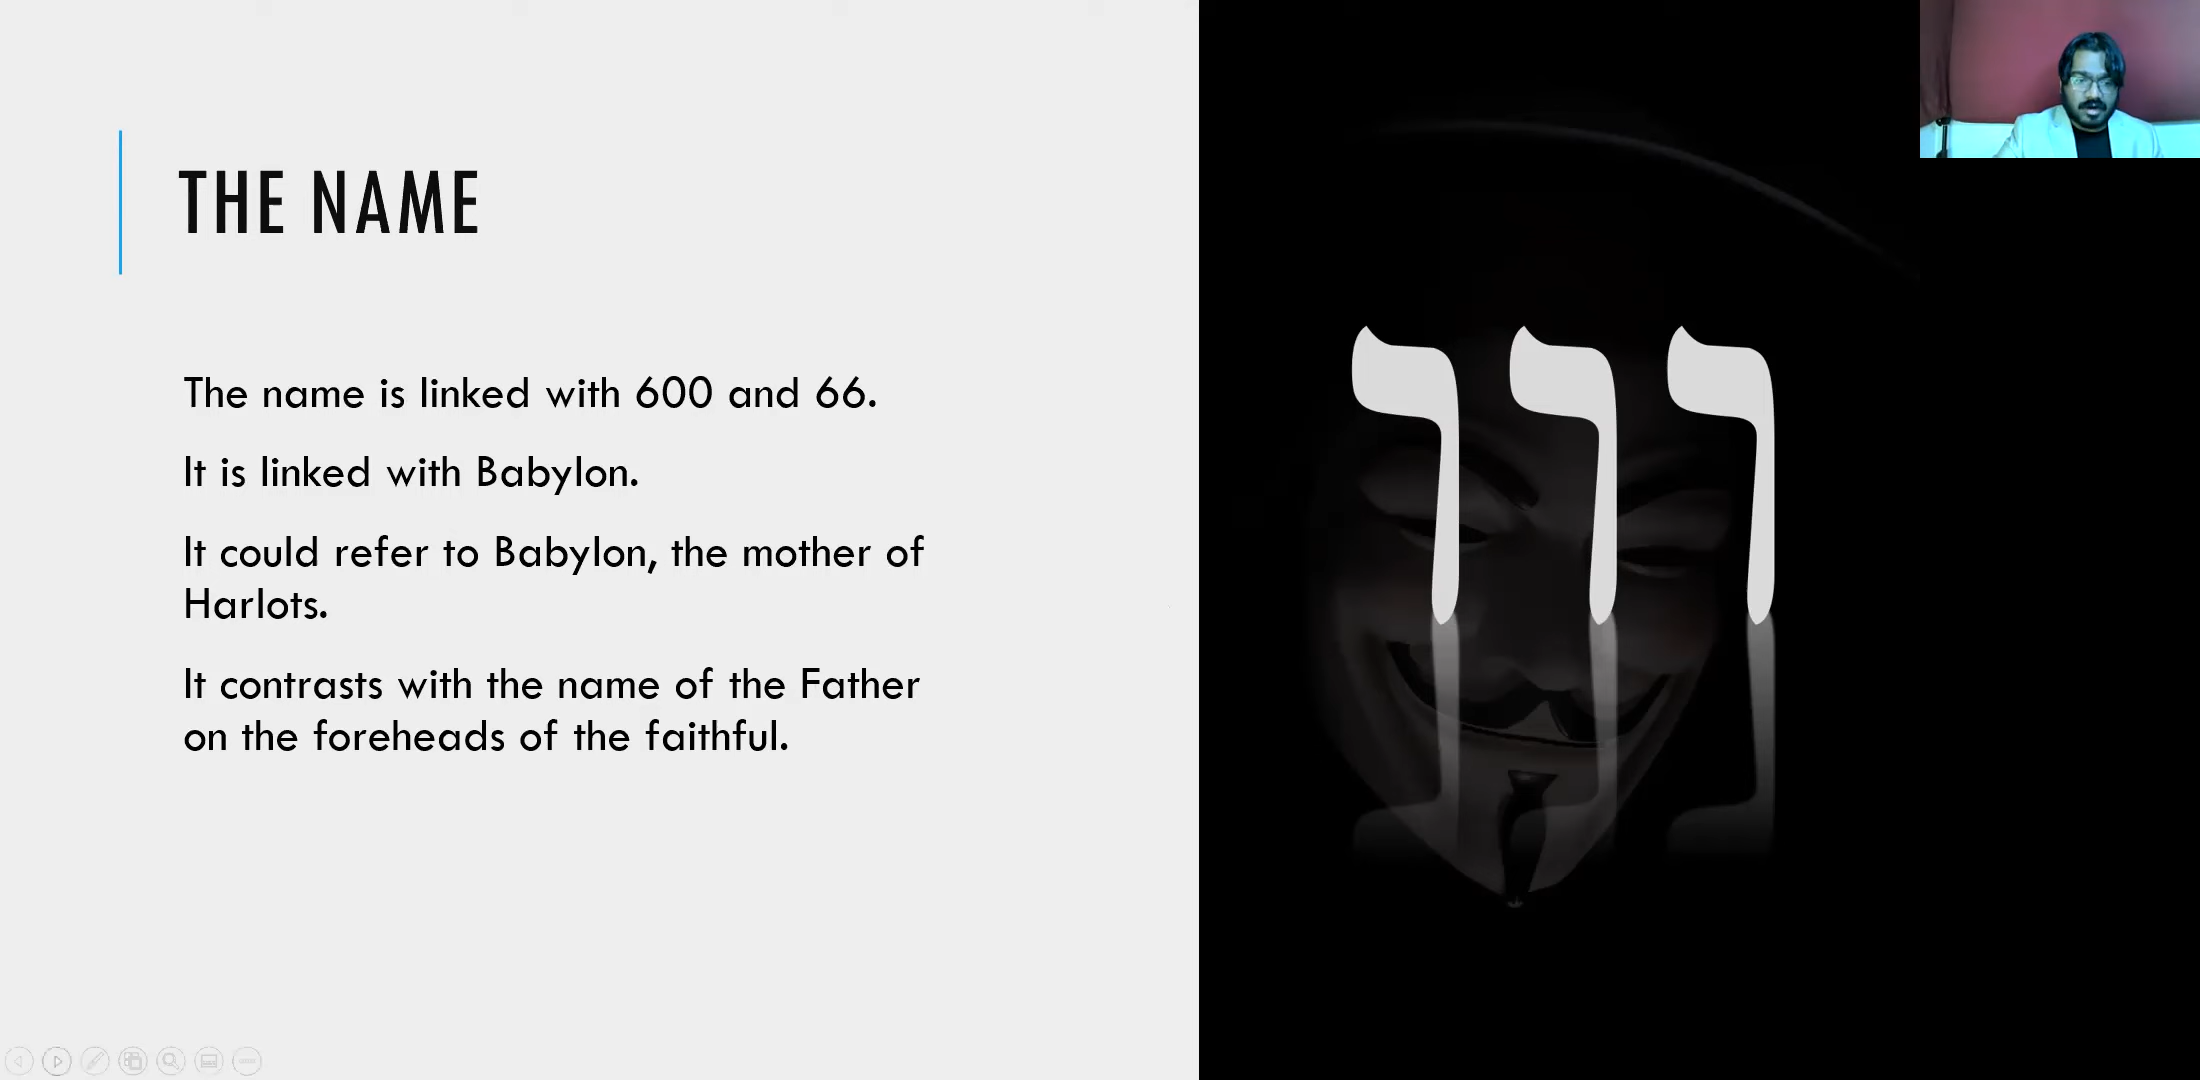 THE NAME
The name is linked with 600 and 66.
It is linked with Babylon.
It could refer to Babylon, the mother of
Harlots.
It contrasts with the name of the Father
on the foreheads of the faithful.
ווו